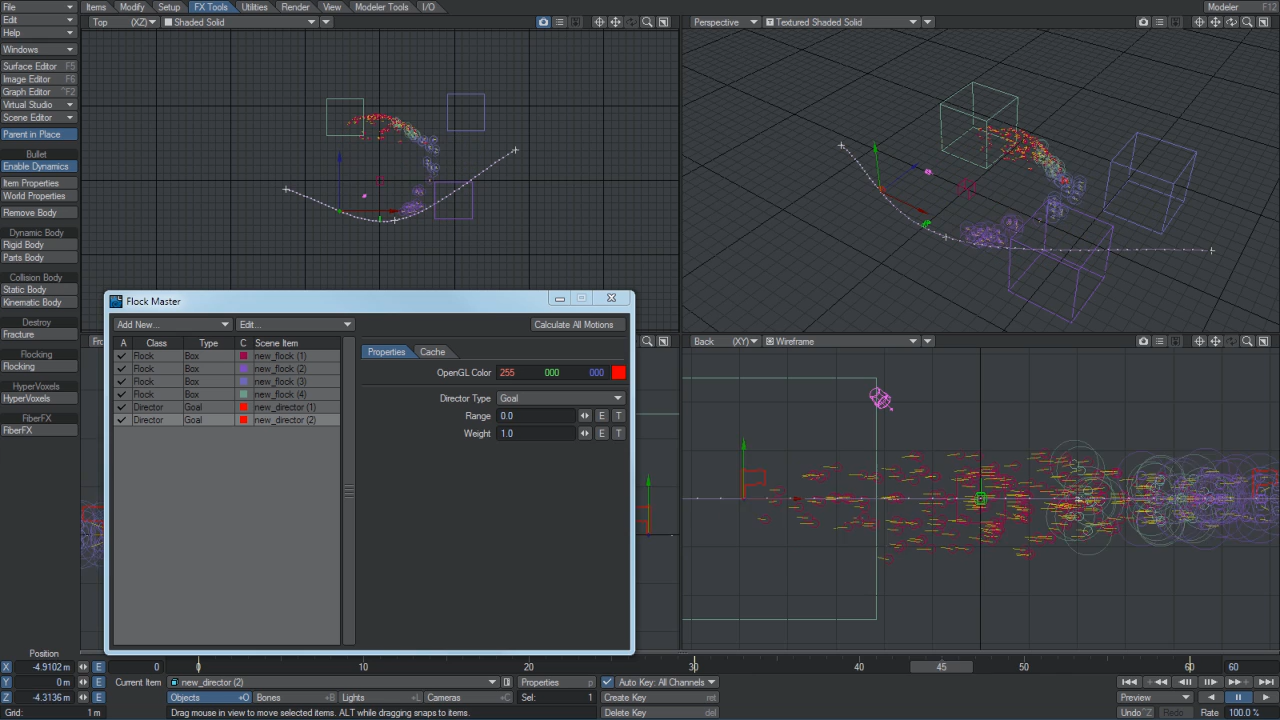 File Items Modify Setup FX Tools Utilities Render View Modeler Tools I/O Modeler F12
Edit
Help
Windows
Surface Editor F5
Image Editor F6
Graph Editor ^F2
Virtual Studio
Scene Editor
Parent in Place
Bullet
Enable Dynamics
Item Properties
World Properties
Remove Body
Dynamic Body
Rigid Body
Parts Body
Collision Body
Static Body
Kinematic Body
Destroy
Fracture
Flocking
Flocking
HyperVoxels
HyperVoxels
FiberFX
FiberFX
Top (XZ) Shaded Solid
Perspective Textured Shaded Solid
Back (XY) Wireframe
Flock Master
Add New... Edit... Calculate All Motions
A Class Type C Scene Item
Flock Box new_flock (1)
Flock Box new_flock (2)
Flock Box new_flock (3)
Flock Box new_flock (4)
Director Goal new_director (1)
Director Goal new_director (2)
Properties Cache
OpenGL Color 255 000 000
Director Type Goal
Range 0.0 E T
Weight 1.0 E T
Position
X -4.9102 m E 0 0 10 20 30 40 45 50 60 60
Y 0 m E Current Item new_director (2) Properties p Auto Key: All Channels
Z -4.3136 m E Objects +O Bones +B Lights +L Cameras +C Sel: 1 Create Key ret Preview
Grid: 1 m Drag mouse in view to move selected items. ALT while dragging snaps to items. Delete Key del Undo ^Z Redo Z Rate 100.0 %